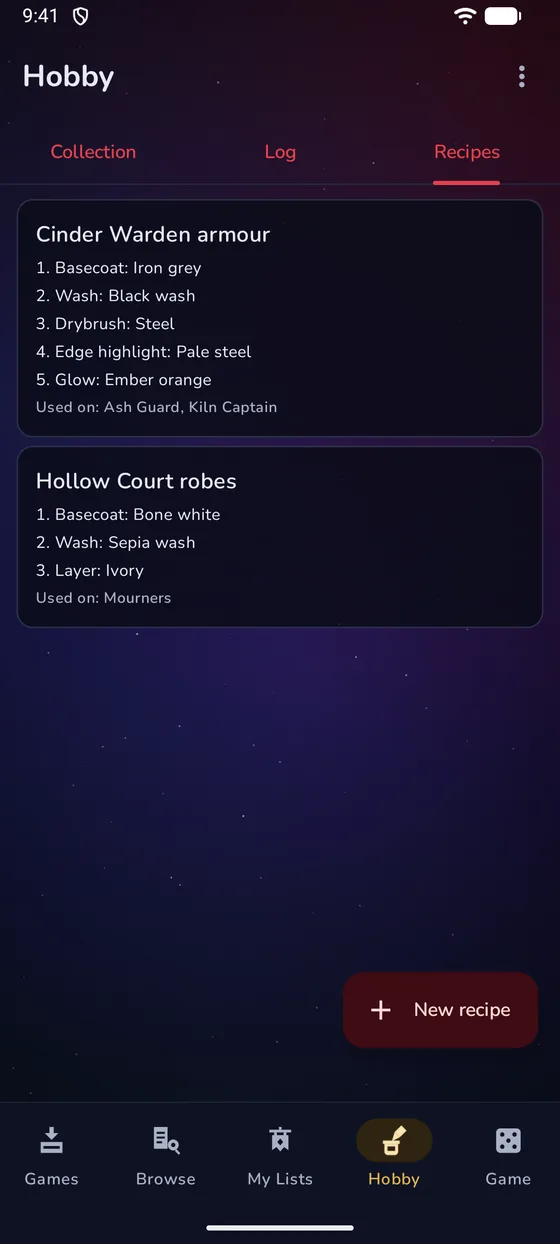 9:41
Hobby
Collection
Log
Recipes
Cinder Warden armour
1. Basecoat: Iron grey
2. Wash: Black wash
3. Drybrush: Steel
4. Edge highlight: Pale steel
5. Glow: Ember orange
Used on: Ash Guard, Kiln Captain
Hollow Court robes
1. Basecoat: Bone white
2. Wash: Sepia wash
3. Layer: Ivory
Used on: Mourners
New recipe
Games
Browse
My Lists
Hobby
Game